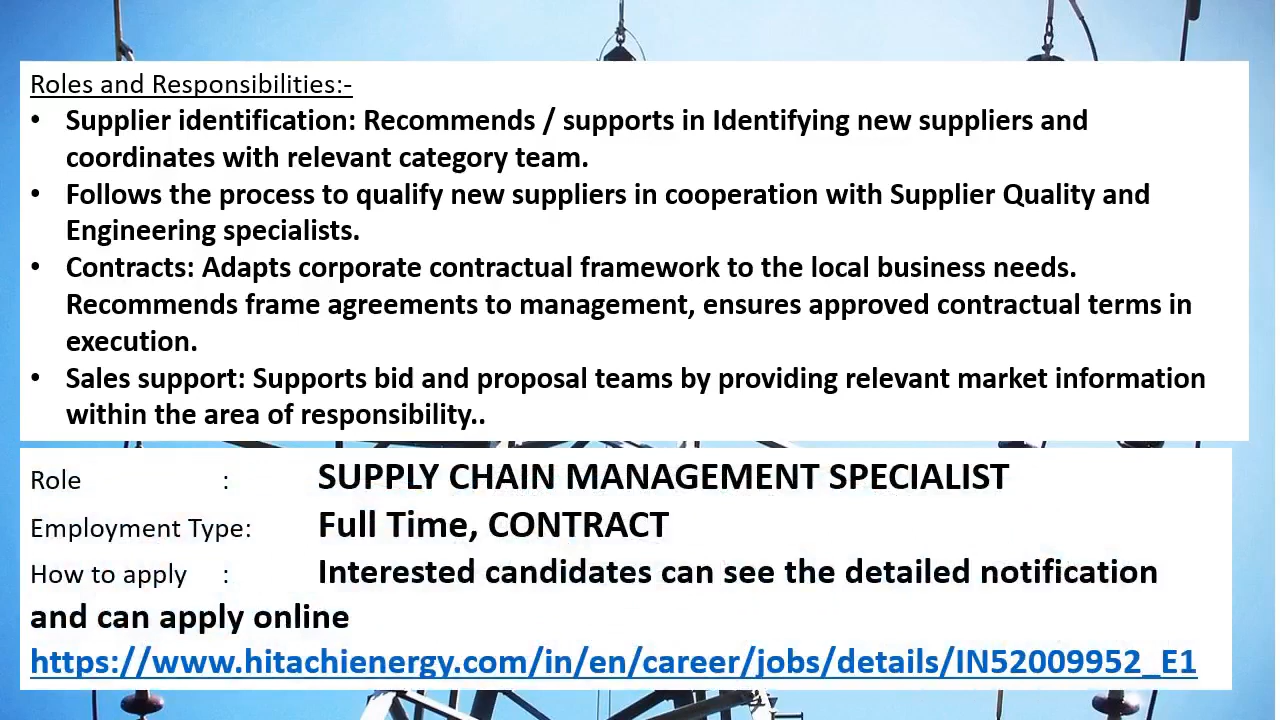 Roles and Responsibilities:-
• Supplier identification: Recommends / supports in Identifying new suppliers and
coordinates with relevant category team.
• Follows the process to qualify new suppliers in cooperation with Supplier Quality and
Engineering specialists.
• Contracts: Adapts corporate contractual framework to the local business needs.
Recommends frame agreements to management, ensures approved contractual terms in
execution.
• Sales support: Supports bid and proposal teams by providing relevant market information
within the area of responsibility..
Role : SUPPLY CHAIN MANAGEMENT SPECIALIST
Employment Type: Full Time, CONTRACT
How to apply : Interested candidates can see the detailed notification
and can apply online
https://www.hitachienergy.com/in/en/career/jobs/details/IN52009952_E1